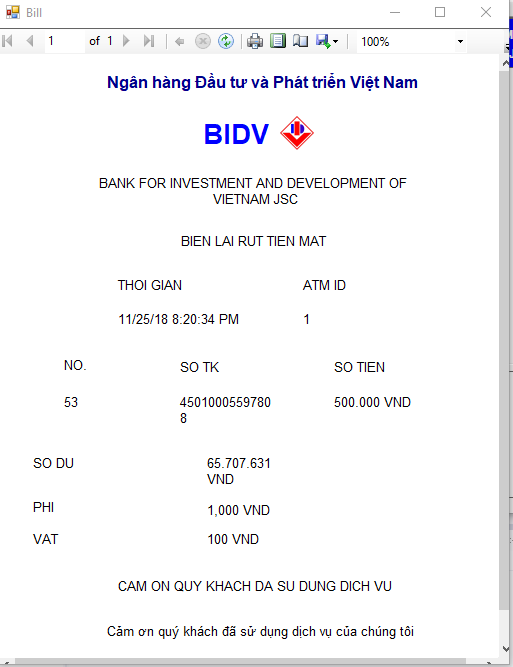 Bill
1 of 1 100%
Ngân hàng Đầu tư và Phát triển Việt Nam
BIDV
BANK FOR INVESTMENT AND DEVELOPMENT OF
VIETNAM JSC
BIEN LAI RUT TIEN MAT
THOI GIAN ATM ID
11/25/18 8:20:34 PM 1
NO. SO TK SO TIEN
53 4501000559780 500.000 VND
8
SO DU 65.707.631
VND
PHI 1,000 VND
VAT 100 VND
CAM ON QUY KHACH DA SU DUNG DICH VU
Cảm ơn quý khách đã sử dụng dịch vụ của chúng tôi